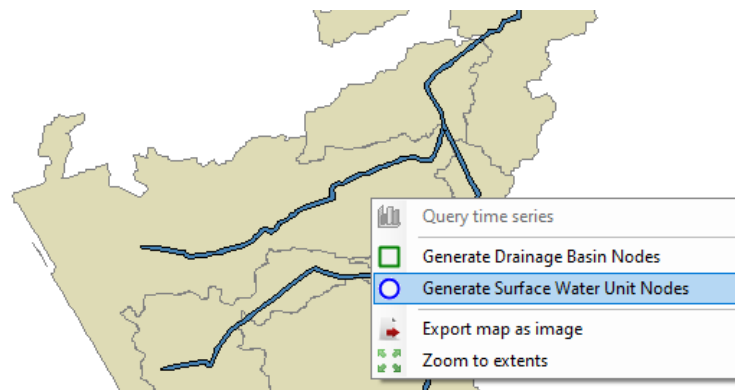 Query time series
Generate Drainage Basin Nodes
Generate Surface Water Unit Nodes
Export map as image
Zoom to extents